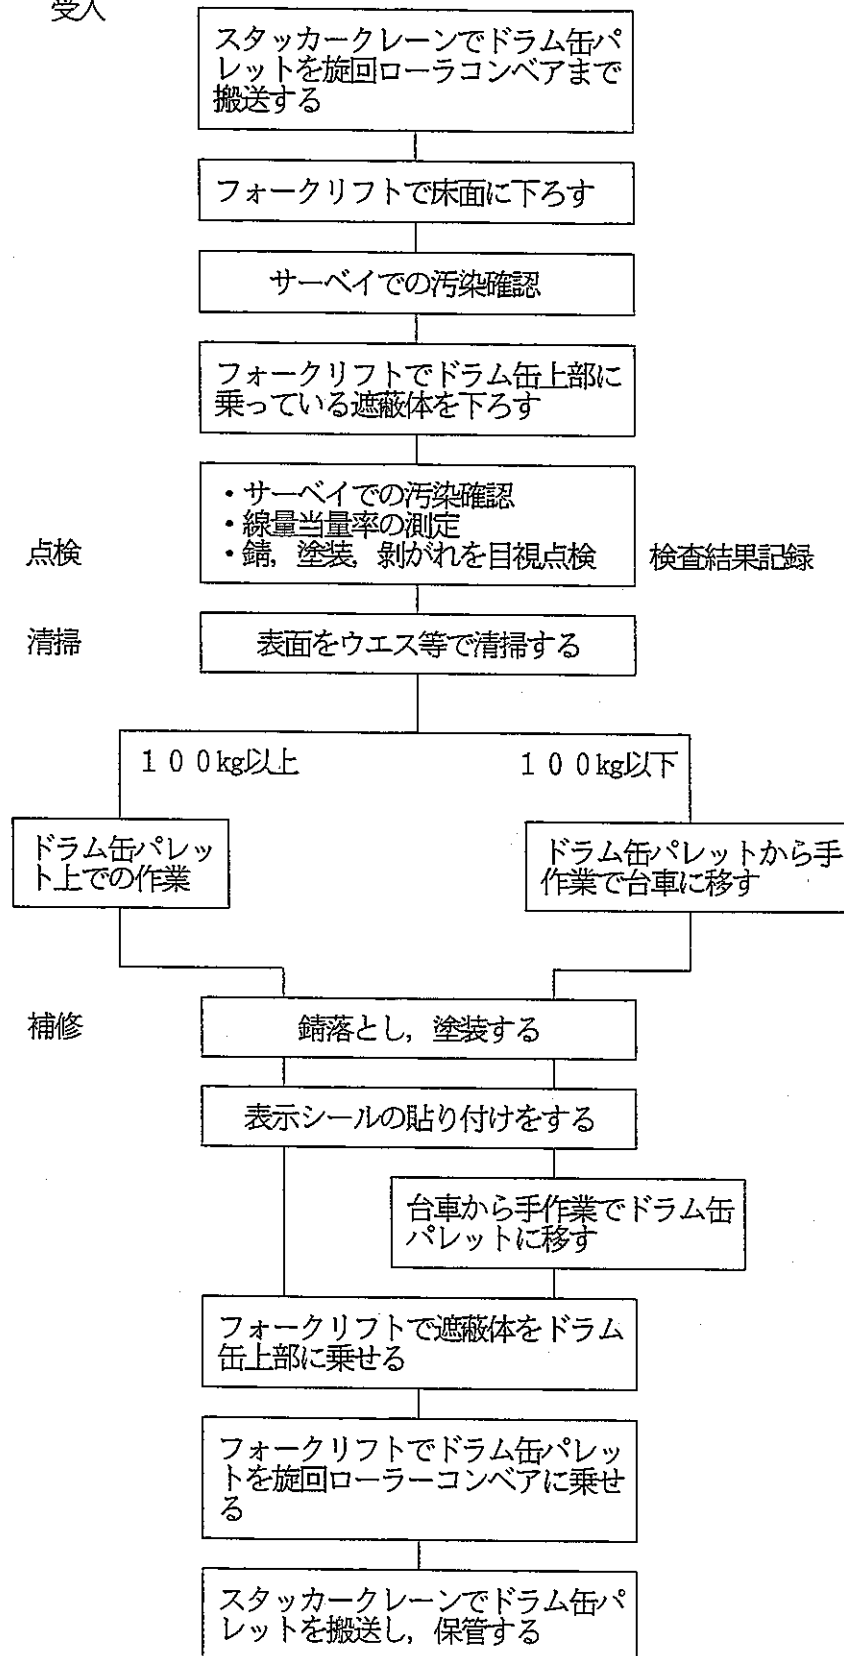 受入
スタッカークレーンでドラム缶パ
レットを旋回ローラコンベアまで
搬送する
フォークリフトで床面に下ろす
サーベイでの汚染確認
フォークリフトでドラム缶上部に
乗っている遮蔽体を下ろす
・サーベイでの汚染確認
・線量当量率の測定
点検
・錆，塗装，剝がれを目視点検
検査結果記録
清掃
表面をウエス等で清掃する
１００kg以上
１００kg以下
ドラム缶パレッ
ト上での作業
ドラム缶パレットから手
作業で台車に移す
補修
錆落とし，塗装する
表示シールの貼り付けをする
台車から手作業でドラム缶
パレットに移す
フォークリフトで遮蔽体をドラム
缶上部に乗せる
フォークリフトでドラム缶パレッ
トを旋回ローラーコンベアに乗せ
る
スタッカークレーンでドラム缶パ
レットを搬送し，保管する